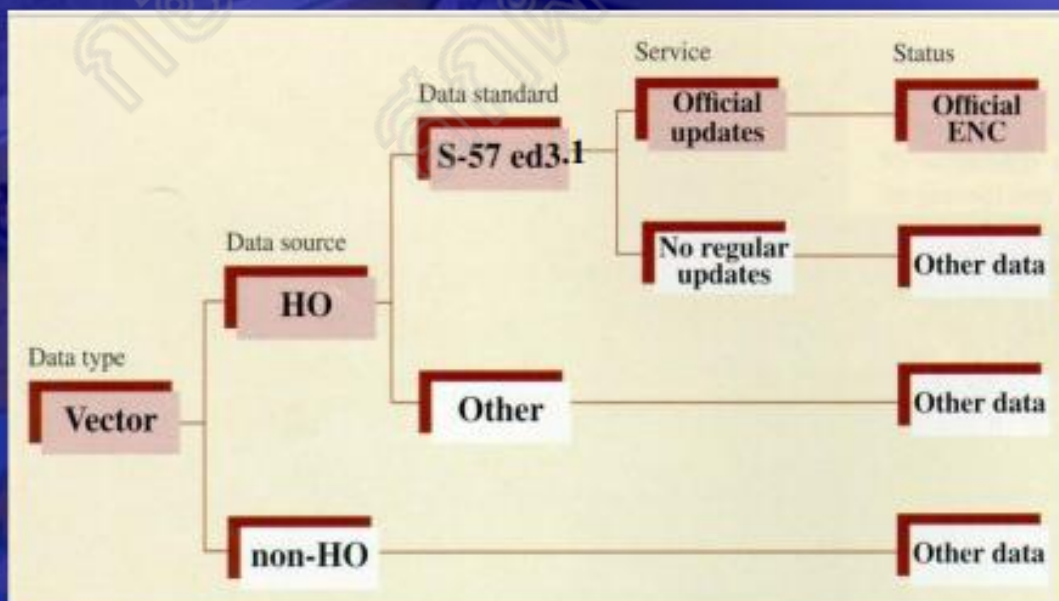 Service
Status
Data standard
Official
updates
Official
ENC
S-57 ed3.1
Data source
No regular
updates
Other data
HO
Data type
Vector
Other
Other data
non-HO
Other data